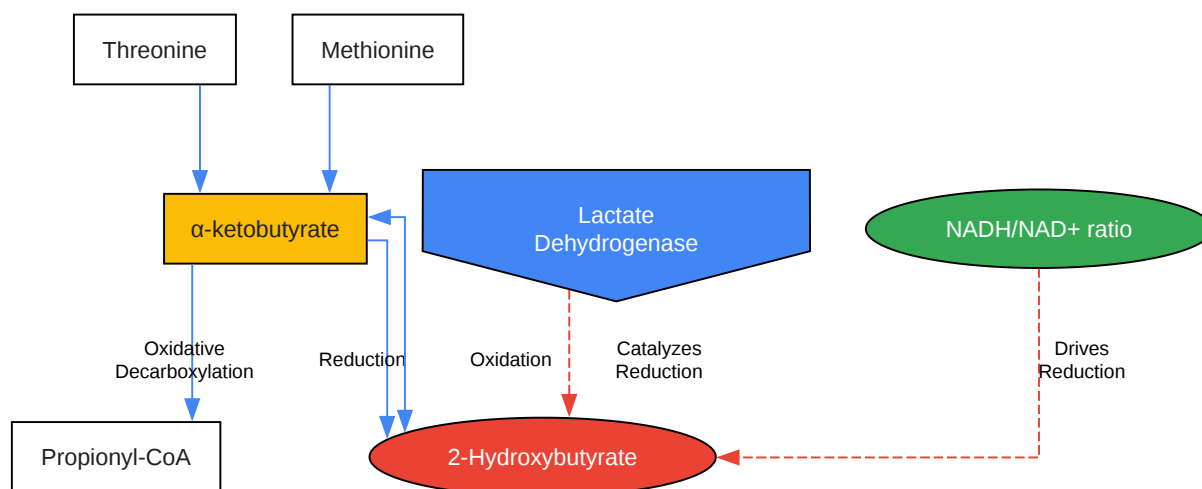 Threonine
Methionine
α-ketobutyrate
Lactate
Dehydrogenase
NADH/NAD+ ratio
Oxidative
Decarboxylation
Reduction
Oxidation
Catalyzes
Reduction
Drives
Reduction
Propionyl-CoA
2-Hydroxybutyrate